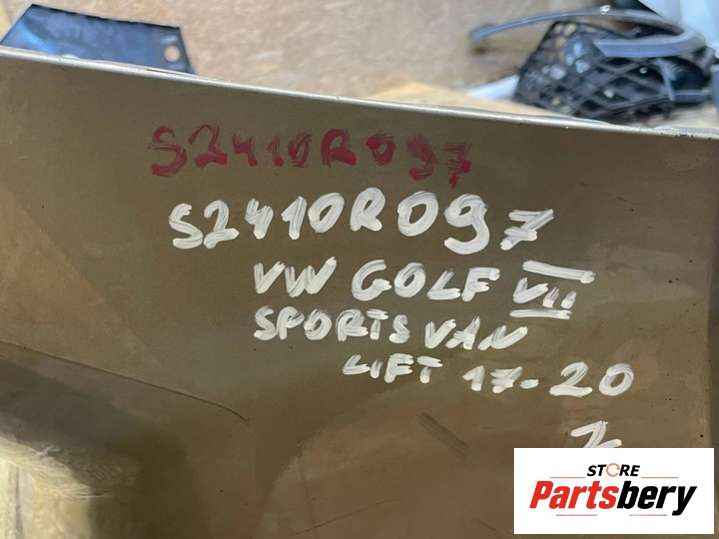 S2410R097
S2410R097
VW GOLF VII
SPORTSVAN
LIFT 17-20
STORE
Partsbery